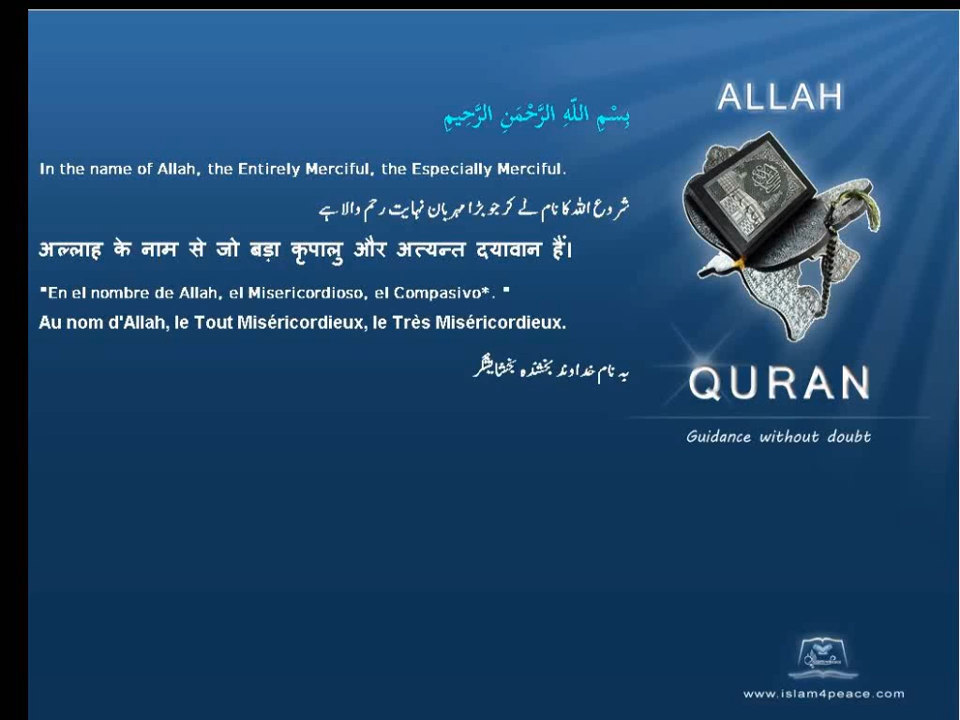 بِسْمِ اللّهِ الرَّحْمَنِ الرَّحِيمِ
In the name of Allah, the Entirely Merciful, the Especially Merciful.
شروع الله کا نام لے کر جو بڑا مہربان نہایت رحم والا ہے
अल्लाह के नाम से जो बड़ा कृपालु और अत्यन्त दयावान हैं।
"En el nombre de Allah, el Misericordioso, el Compasivo*. "
Au nom d'Allah, le Tout Miséricordieux, le Très Miséricordieux.
به نام خداوند بخشنده بخشایشگر
ALLAH
QURAN
Guidance without doubt
www.islam4peace.com